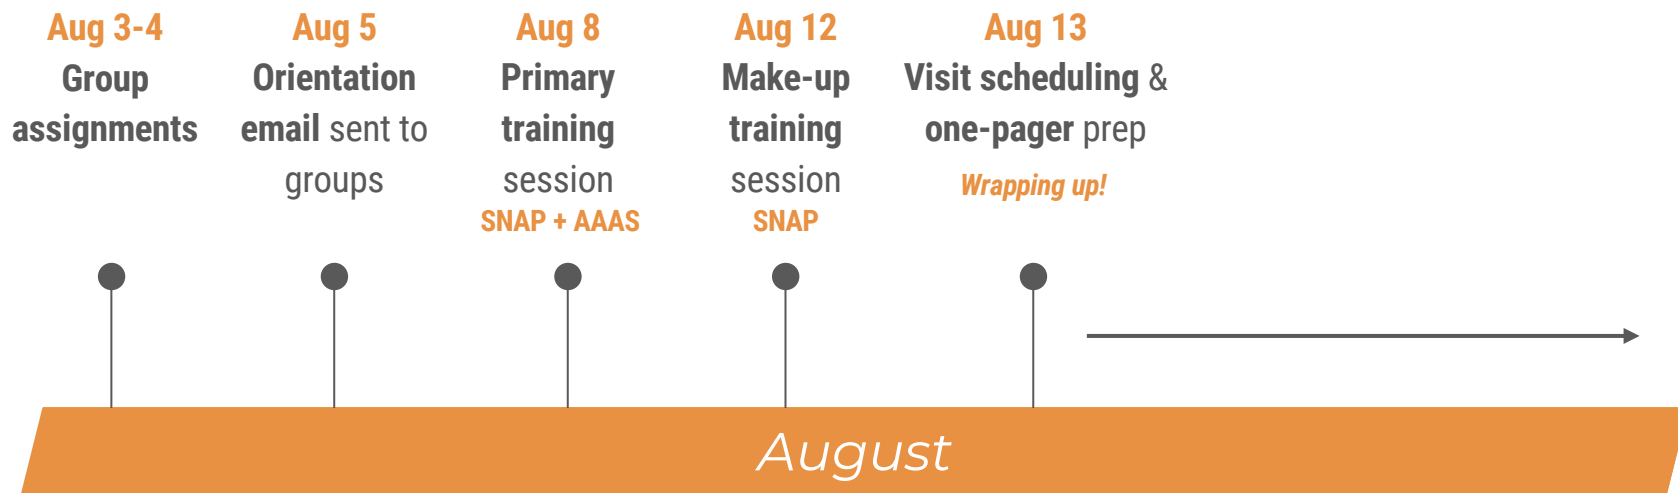 Aug 3-4
Group
assignments
Aug 5
Orientation
email sent to
groups
Aug 8
Primary
training
session
SNAP + AAAS
Aug 12
Make-up
training
session
SNAP
Aug 13
Visit scheduling &
one-pager prep
Wrapping up!
August